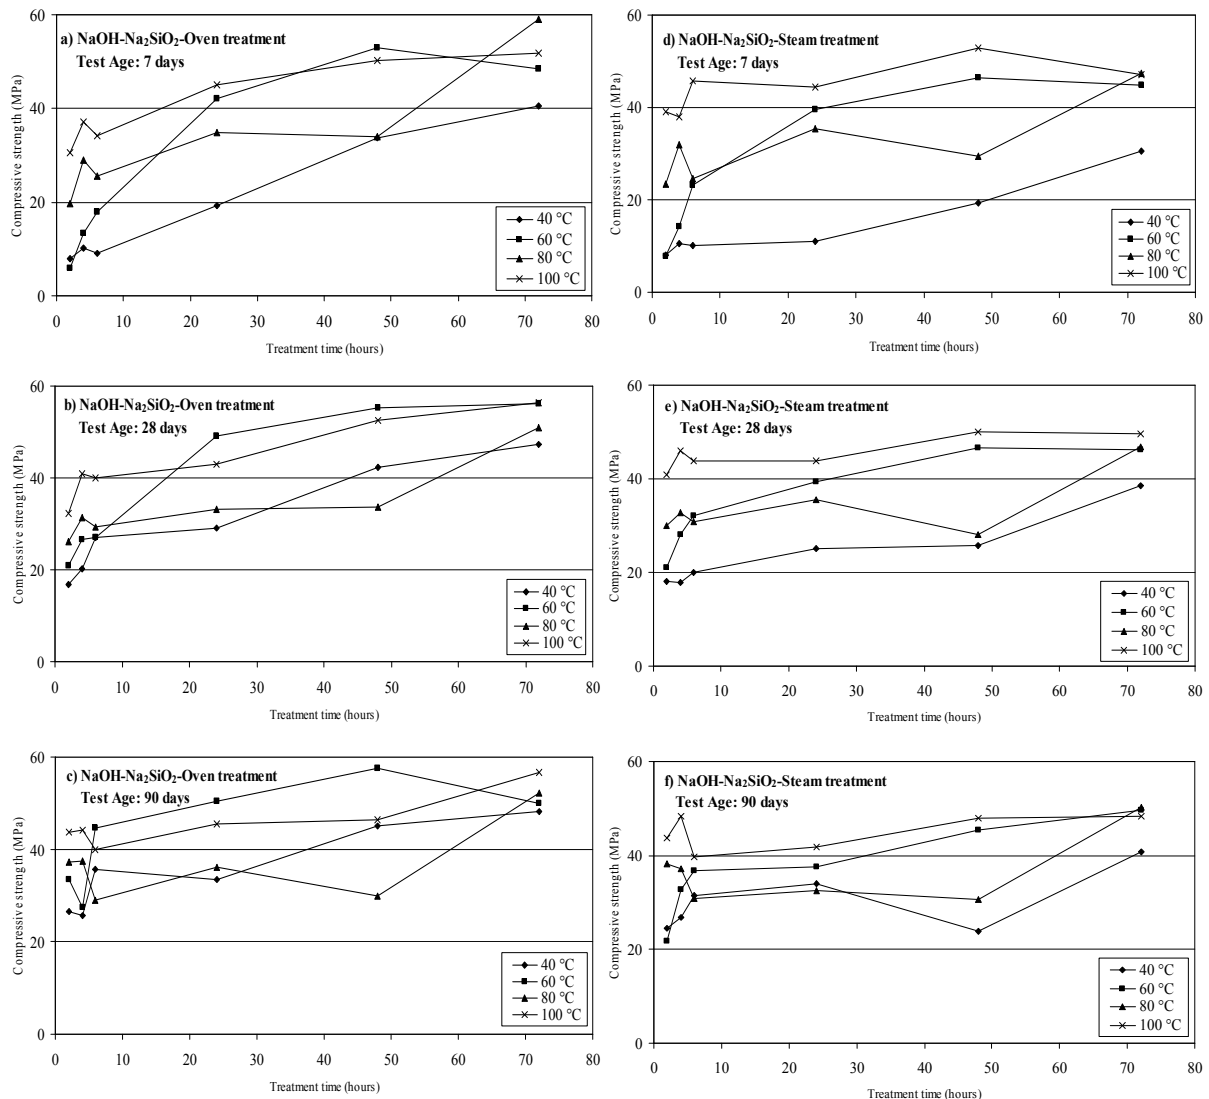 a) NaOH-Na₂SiO₂-Oven treatment
Test Age: 7 days
Compressive strength (MPa)
60
40
20
0
0 10 20 30 40 50 60 70 80
Treatment time (hours)
40 °C
60 °C
80 °C
100 °C
d) NaOH-Na₂SiO₂-Steam treatment
Test Age: 7 days
Compressive strength (MPa)
60
40
20
0
0 10 20 30 40 50 60 70 80
Treatment time (hours)
40 °C
60 °C
80 °C
100 °C
b) NaOH-Na₂SiO₂-Oven treatment
Test Age: 28 days
Compressive strength (MPa)
60
40
20
0
0 10 20 30 40 50 60 70 80
Treatment time (hours)
40 °C
60 °C
80 °C
100 °C
e) NaOH-Na₂SiO₂-Steam treatment
Test Age: 28 days
Compressive strength (MPa)
60
40
20
0
0 10 20 30 40 50 60 70 80
Treatment time (hours)
40 °C
60 °C
80 °C
100 °C
c) NaOH-Na₂SiO₂-Oven treatment
Test Age: 90 days
Compressive strength (MPa)
60
40
20
0
0 10 20 30 40 50 60 70 80
Treatment time (hours)
40 °C
60 °C
80 °C
100 °C
f) NaOH-Na₂SiO₂-Steam treatment
Test Age: 90 days
Compressive strength (MPa)
60
40
20
0
0 10 20 30 40 50 60 70 80
Treatment time (hours)
40 °C
60 °C
80 °C
100 °C